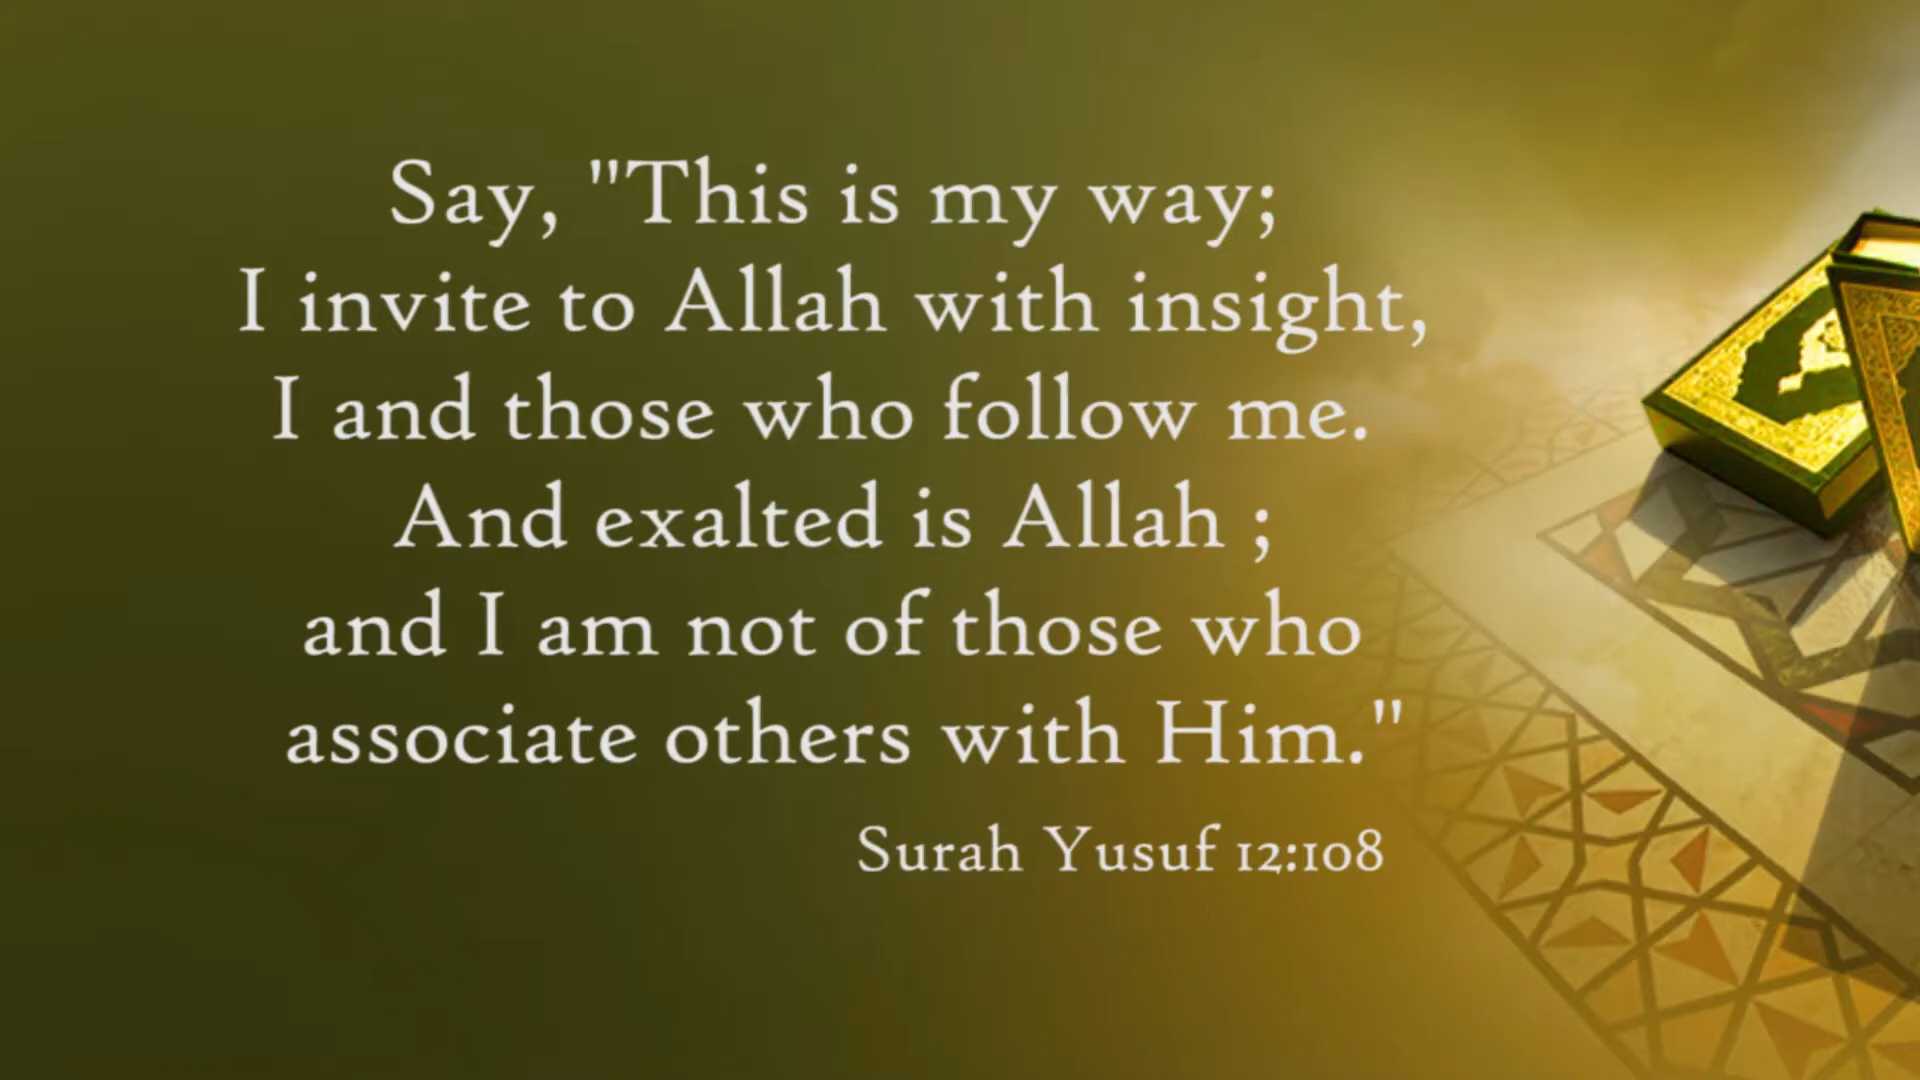 Say, "This is my way;
I invite to Allah with insight,
I and those who follow me.
And exalted is Allah ;
and I am not of those who
associate others with Him."
Surah Yusuf 12:108